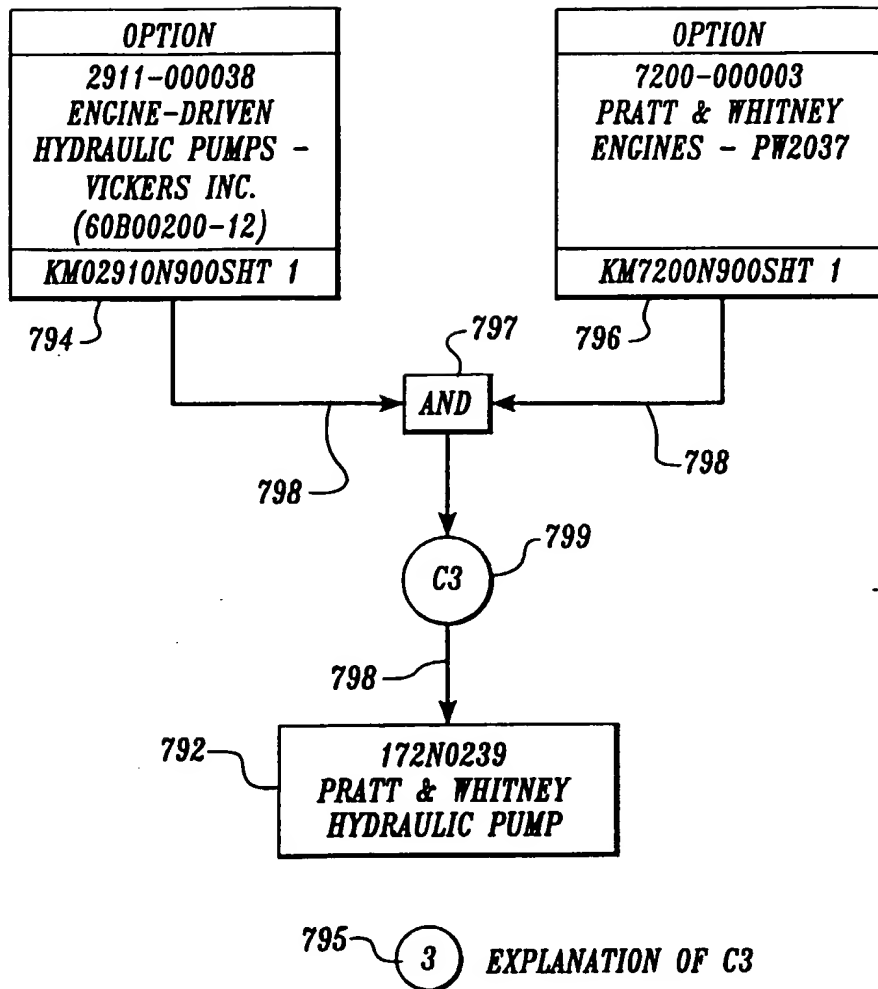 OPTION
2911-000038
ENGINE-DRIVEN
HYDRAULIC PUMPS -
VICKERS INC.
(60B00200-12)
KM02910N900SHT 1
OPTION
7200-000003
PRATT & WHITNEY
ENGINES - PW2037
KM7200N900SHT 1
794
796
797
AND
798
798
799
C3
798
792
172N0239
PRATT & WHITNEY
HYDRAULIC PUMP
795
3 EXPLANATION OF C3